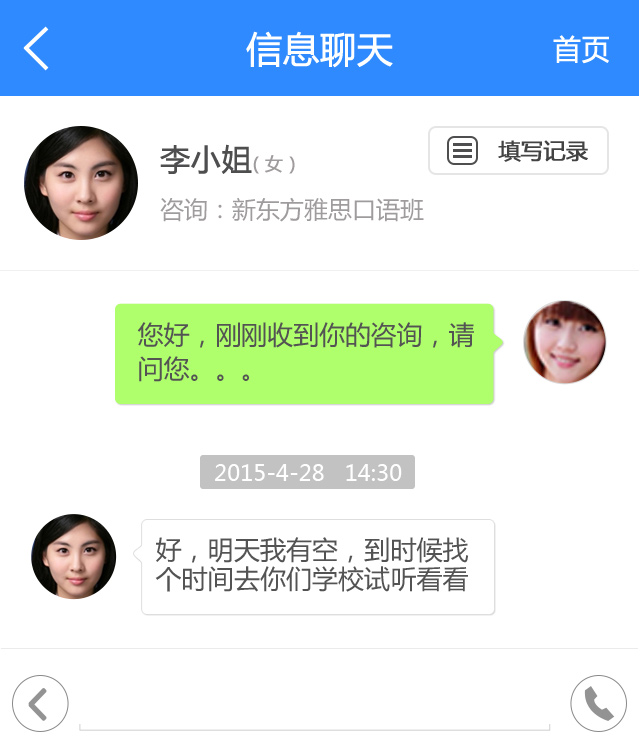 信息聊天
首页
李小姐( 女 )
填写记录
咨询：新东方雅思口语班
您好，刚刚收到你的咨询，请
问您。。。
2015-4-28 14:30
好，明天我有空，到时候找
个时间去你们学校试听看看